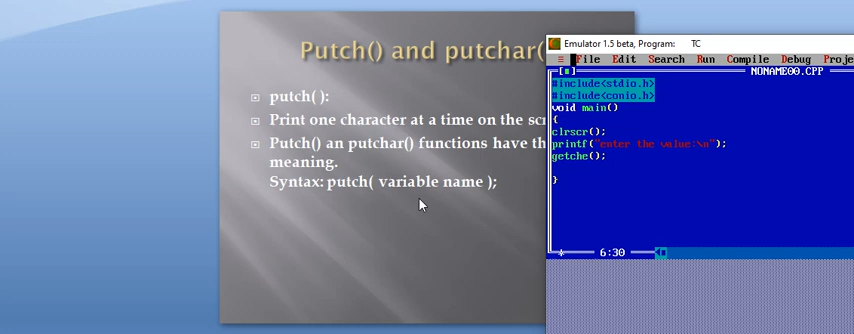 Putch() and putchar(
putch( ):
Print one character at a time on the scr
Putch() an putchar() functions have th
meaning.
Syntax: putch( variable name );
Emulator 1.5 beta, Program: TC
≡ File Edit Search Run Compile Debug Proje
[■] NONAME00.CPP
#include<stdio.h>
#include<conio.h>
void main()
{
clrscr();
printf("enter the value:\n");
getche();
}
6:30